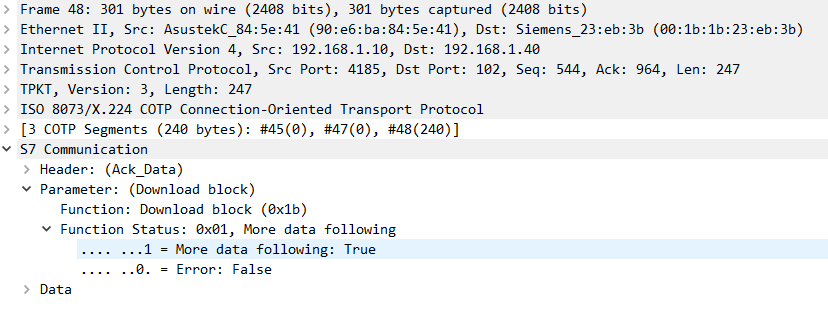 Frame 48: 301 bytes on wire (2408 bits), 301 bytes captured (2408 bits)
Ethernet II, Src: AsustekC_84:5e:41 (90:e6:ba:84:5e:41), Dst: Siemens_23:eb:3b (00:1b:1b:23:eb:3b)
Internet Protocol Version 4, Src: 192.168.1.10, Dst: 192.168.1.40
Transmission Control Protocol, Src Port: 4185, Dst Port: 102, Seq: 544, Ack: 964, Len: 247
TPKT, Version: 3, Length: 247
ISO 8073/X.224 COTP Connection-Oriented Transport Protocol
[3 COTP Segments (240 bytes): #45(0), #47(0), #48(240)]
S7 Communication
Header: (Ack_Data)
Parameter: (Download block)
Function: Download block (0x1b)
Function Status: 0x01, More data following
.... ...1 = More data following: True
.... ..0. = Error: False
Data